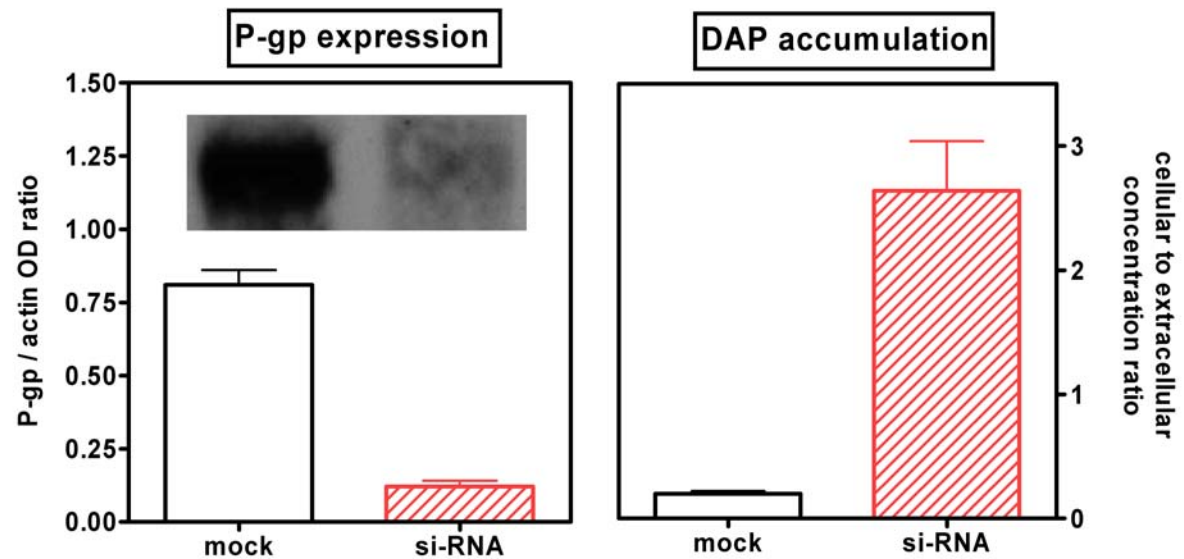 P-gp expression
P-gp / actin OD ratio
1.50
1.25
1.00
0.75
0.50
0.25
0.00
mock
si-RNA
DAP accumulation
3
2
1
0
cellular to extracellular
concentration ratio
mock
si-RNA